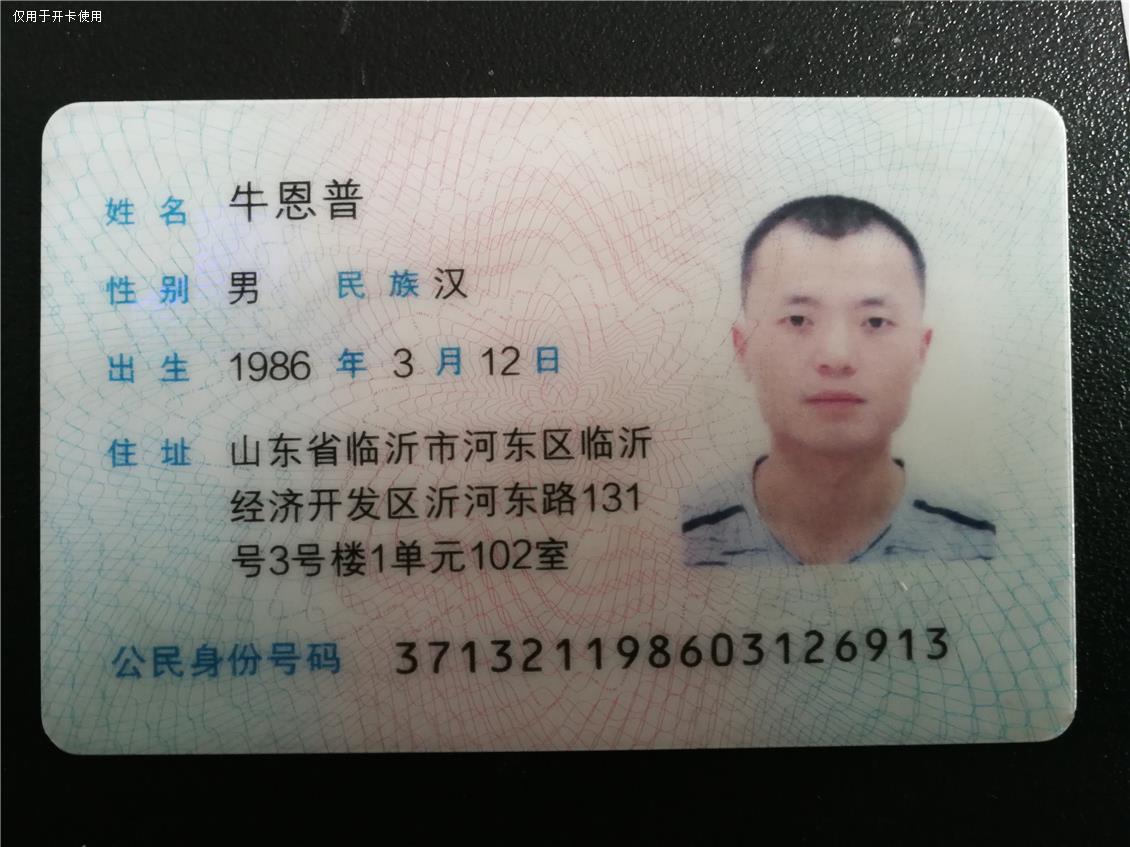 仅用于开卡使用
姓 名 牛恩普
性 别 男 民 族 汉
出 生 1986 年 3 月 12 日
住 址 山东省临沂市河东区临沂
经济开发区沂河东路131
号3号楼1单元102室
公民身份号码 371321198603126913